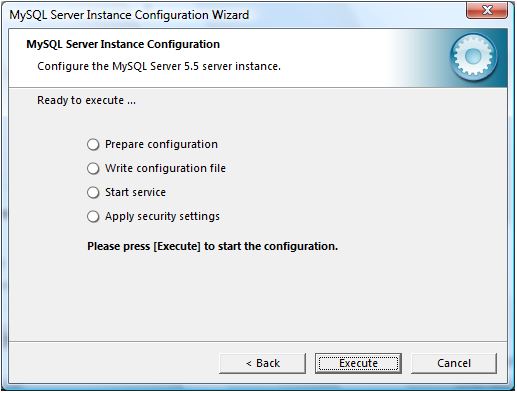 MySQL Server Instance Configuration Wizard
MySQL Server Instance Configuration
Configure the MySQL Server 5.5 server instance.
Ready to execute ...
Prepare configuration
Write configuration file
Start service
Apply security settings
Please press [Execute] to start the configuration.
< Back
Execute
Cancel